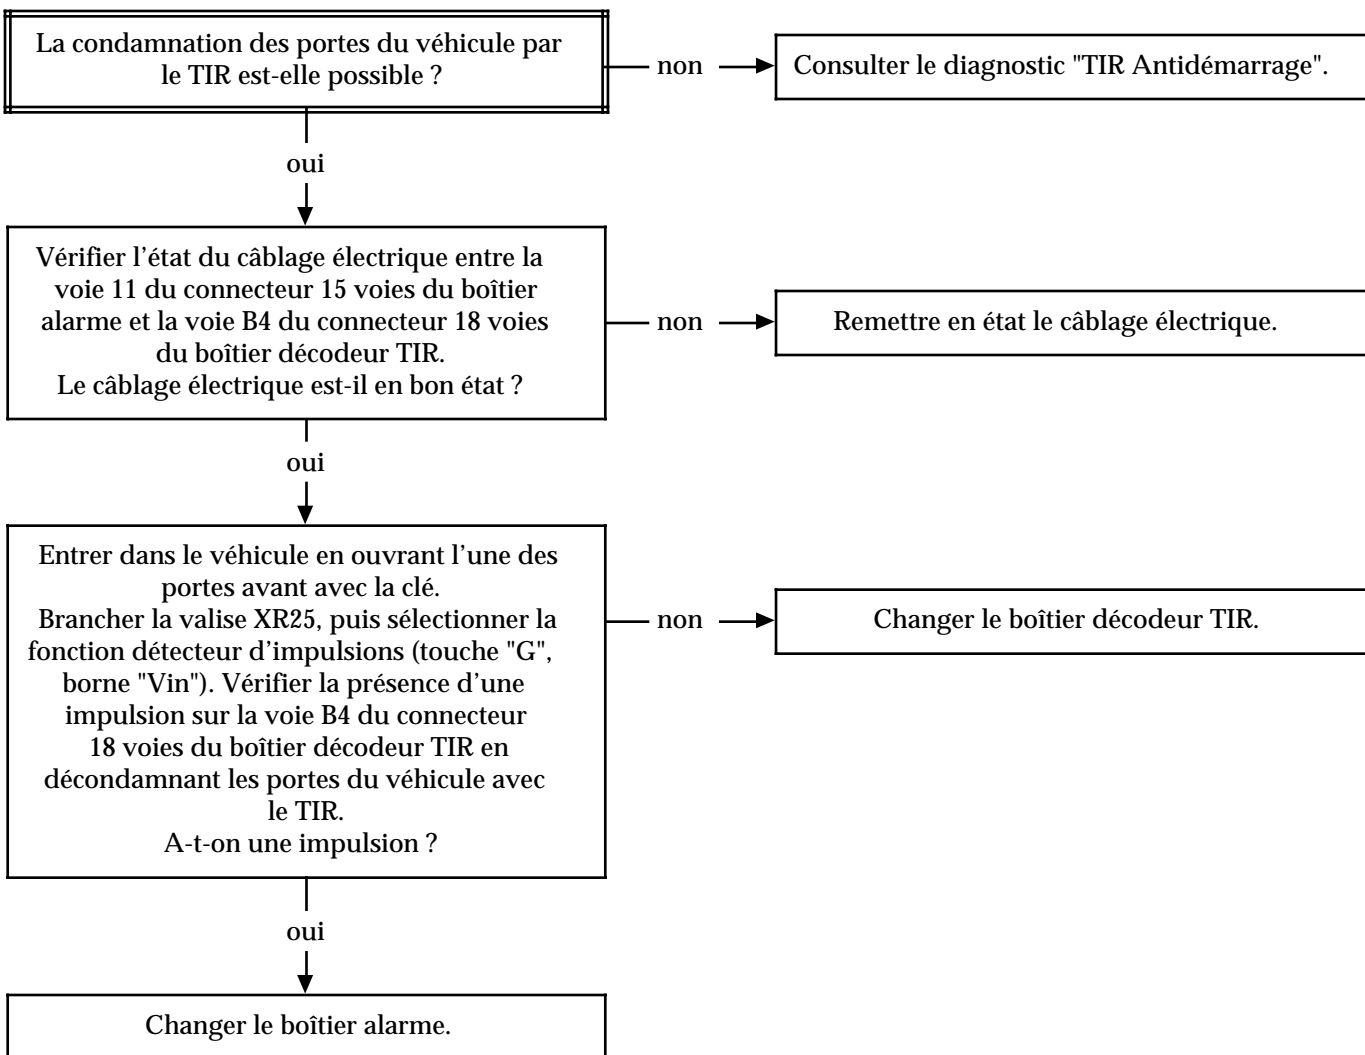 La condamnation des portes du véhicule par
le TIR est-elle possible ?
non
Consulter le diagnostic "TIR Antidémarrage".
oui
Vérifier l'état du câblage électrique entre la
voie 11 du connecteur 15 voies du boîtier
alarme et la voie B4 du connecteur 18 voies
du boîtier décodeur TIR.
Le câblage électrique est-il en bon état ?
non
Remettre en état le câblage électrique.
oui
Entrer dans le véhicule en ouvrant l'une des
portes avant avec la clé.
Brancher la valise XR25, puis sélectionner la
fonction détecteur d'impulsions (touche "G",
borne "Vin"). Vérifier la présence d'une
impulsion sur la voie B4 du connecteur
18 voies du boîtier décodeur TIR en
décondamnant les portes du véhicule avec
le TIR.
A-t-on une impulsion ?
non
Changer le boîtier décodeur TIR.
oui
Changer le boîtier alarme.